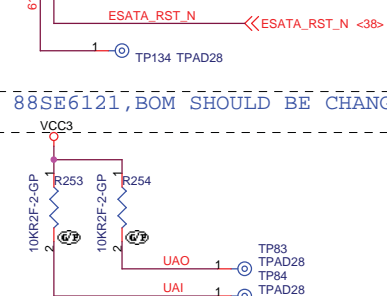 6
ESATA_RST_N
ESATA_RST_N <38>
1
TP134 TPAD28
88SE6121,BOM SHOULD BE CHANG
VCC3
1 R253
1 R254
10KR2F-2-GP
10KR2F-2-GP
2
2
TP83
UAO 1 TPAD28
TP84
UAI 1 TPAD28